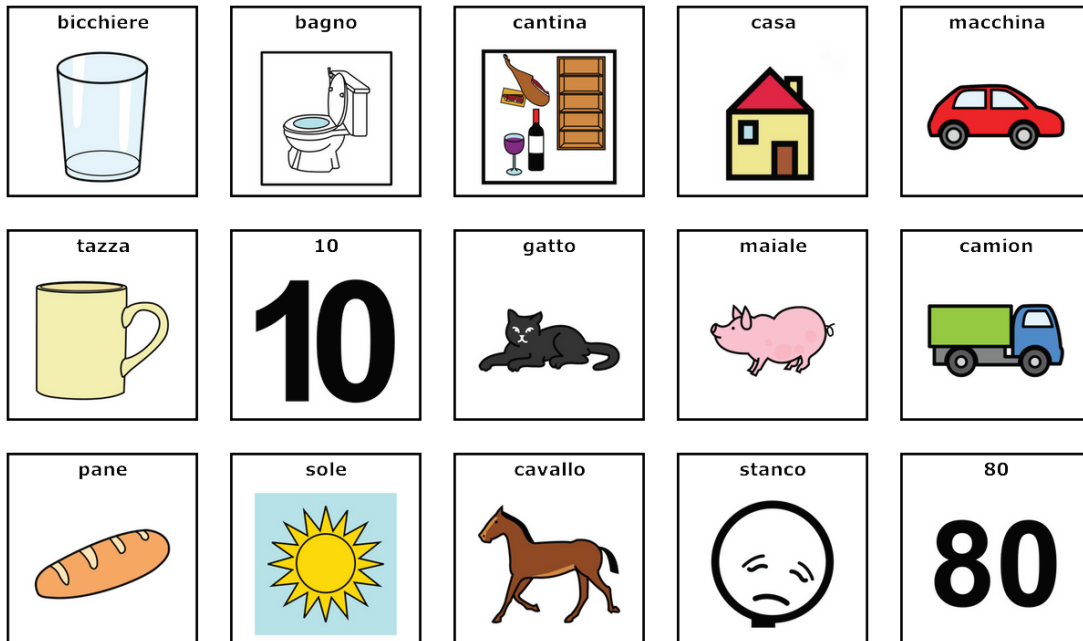 bicchiere
bagno
cantina
casa
macchina
tazza
10
gatto
maiale
camion
10
pane
sole
cavallo
stanco
80
80